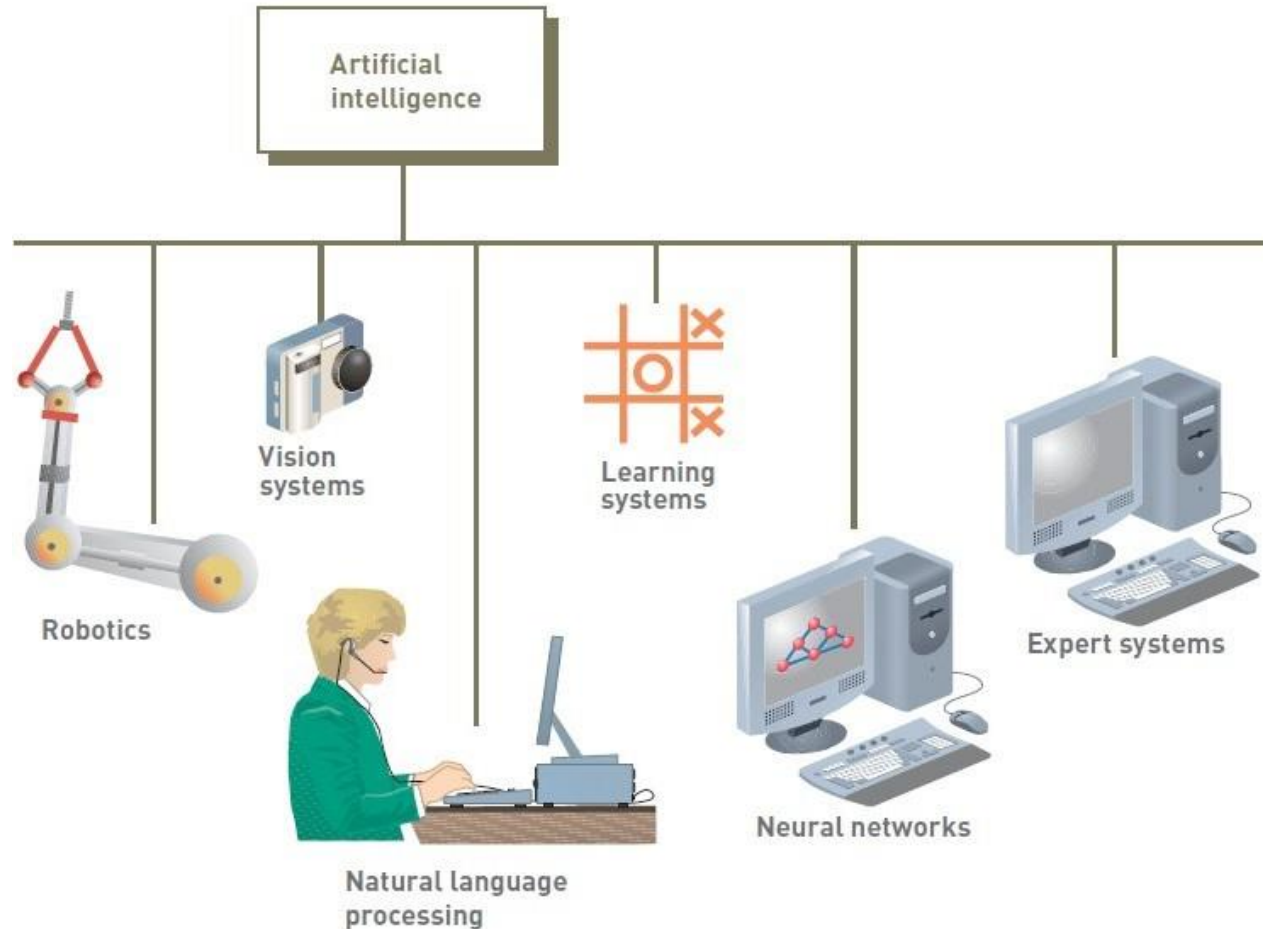 Artificial
intelligence
Vision
systems
Learning
systems
Robotics
Expert systems
Neural networks
Natural language
processing